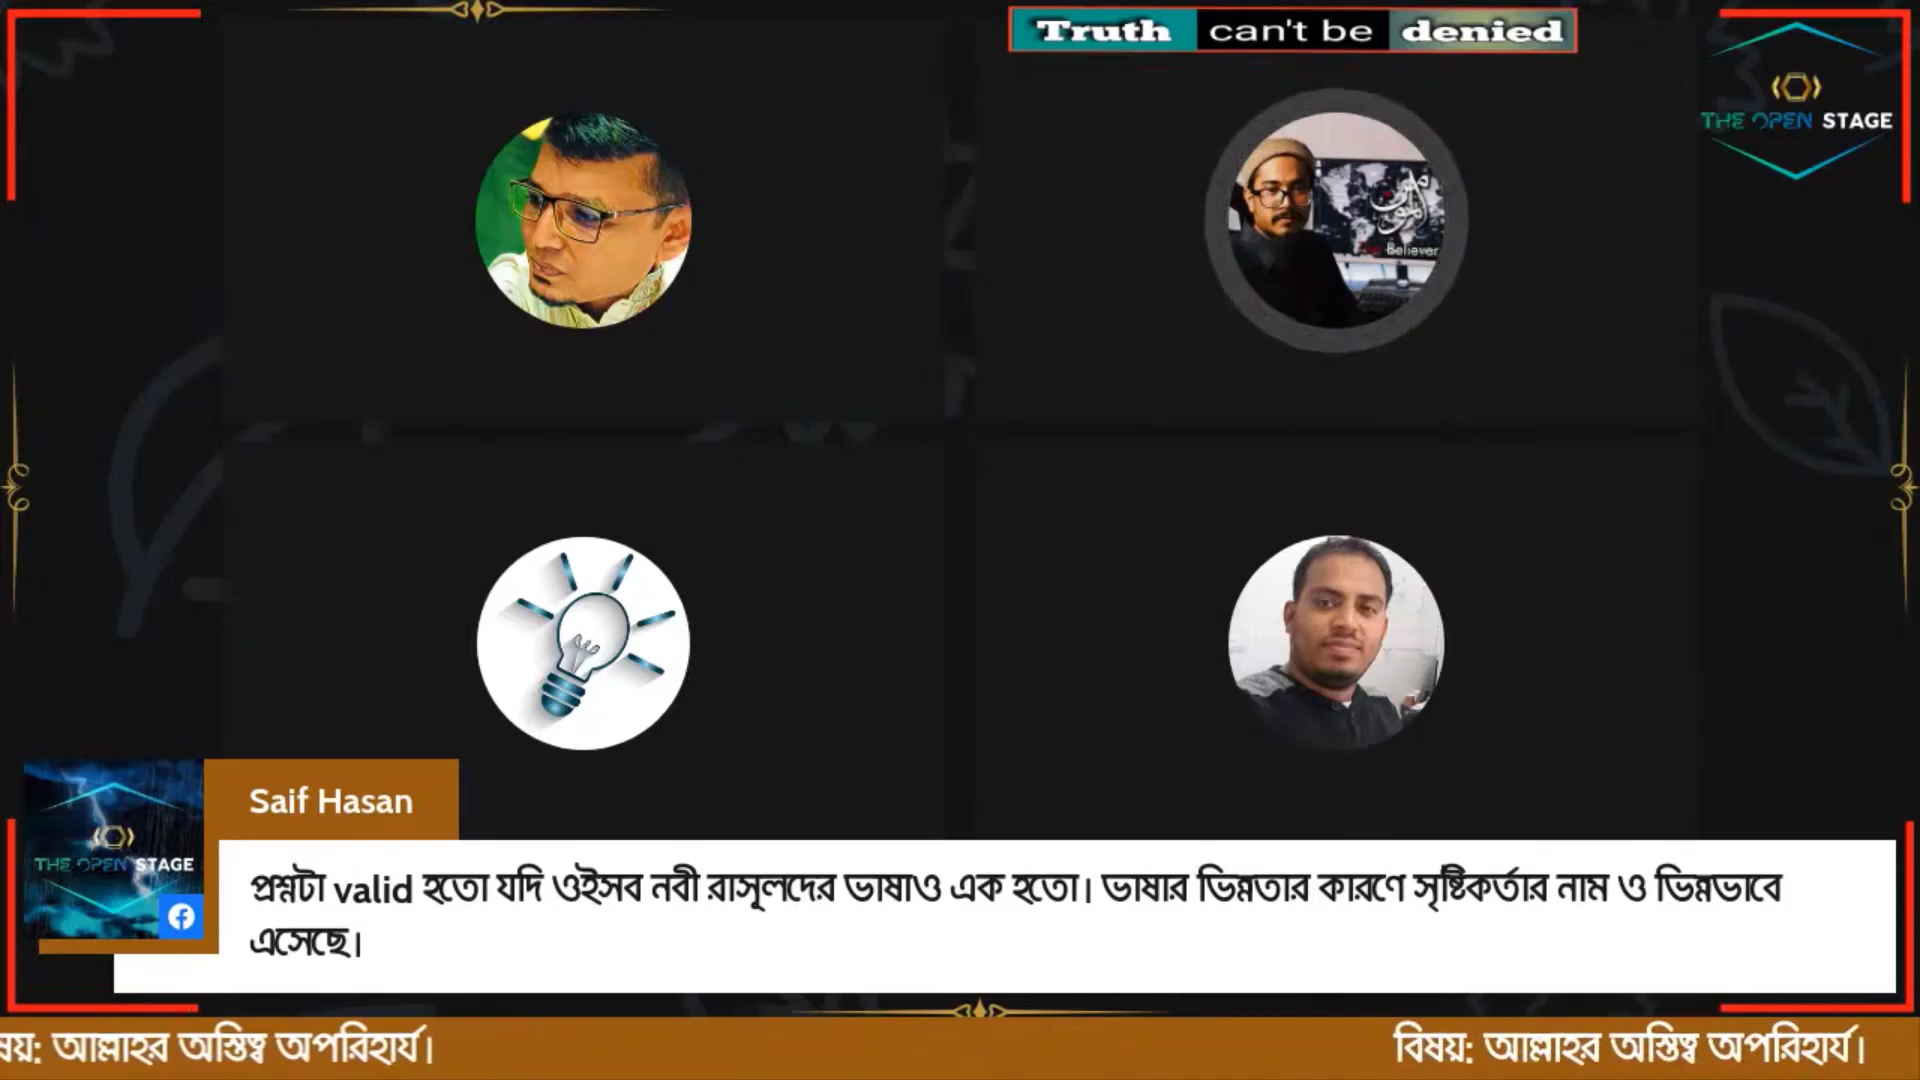 Truth can't be denied
THE OPEN STAGE
Believer
Saif Hasan
THE OPEN STAGE
প্রশ্নটা valid হতো যদি ওইসব নবী রাসূলদের ভাষাও এক হতো। ভাষার ভিন্নতার কারণে সৃষ্টিকর্তার নাম ও ভিন্নভাবে
এসেছে।
ষয়: আল্লাহর অস্তিত্ব অপরিহার্য।
বিষয়: আল্লাহর অস্তিত্ব অপরিহার্য।